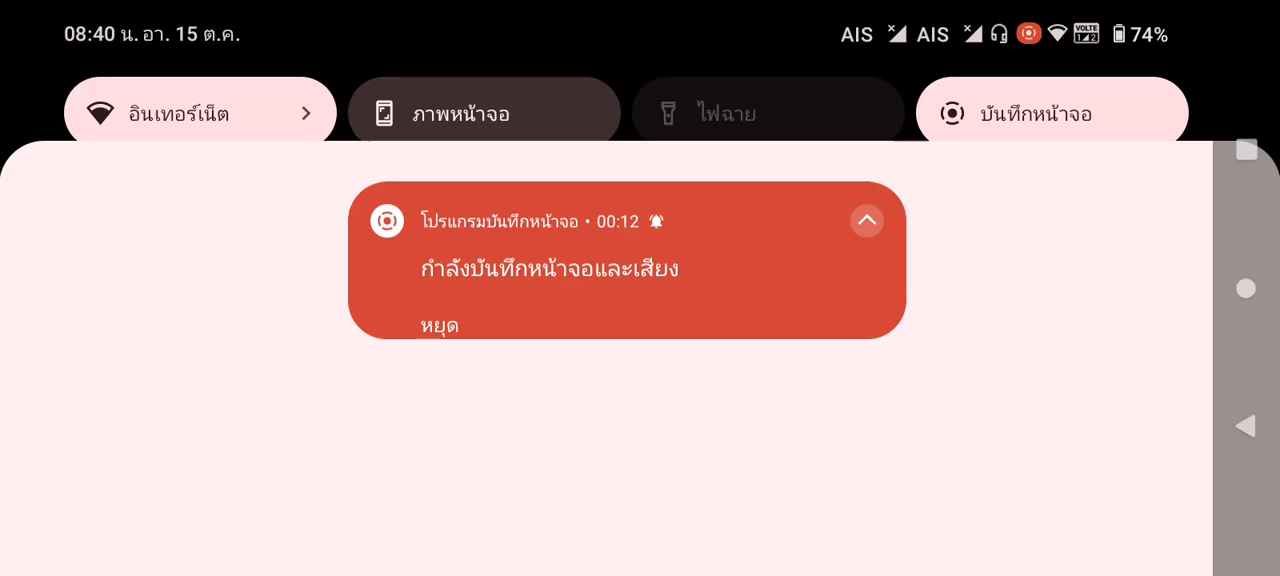 08:40 น. อา. 15 ต.ค.
AIS AIS VOLTE 1 2 74%
อินเทอร์เน็ต
ภาพหน้าจอ
ไฟฉาย
บันทึกหน้าจอ
โปรแกรมบันทึกหน้าจอ • 00:12
กำลังบันทึกหน้าจอและเสียง
หยุด